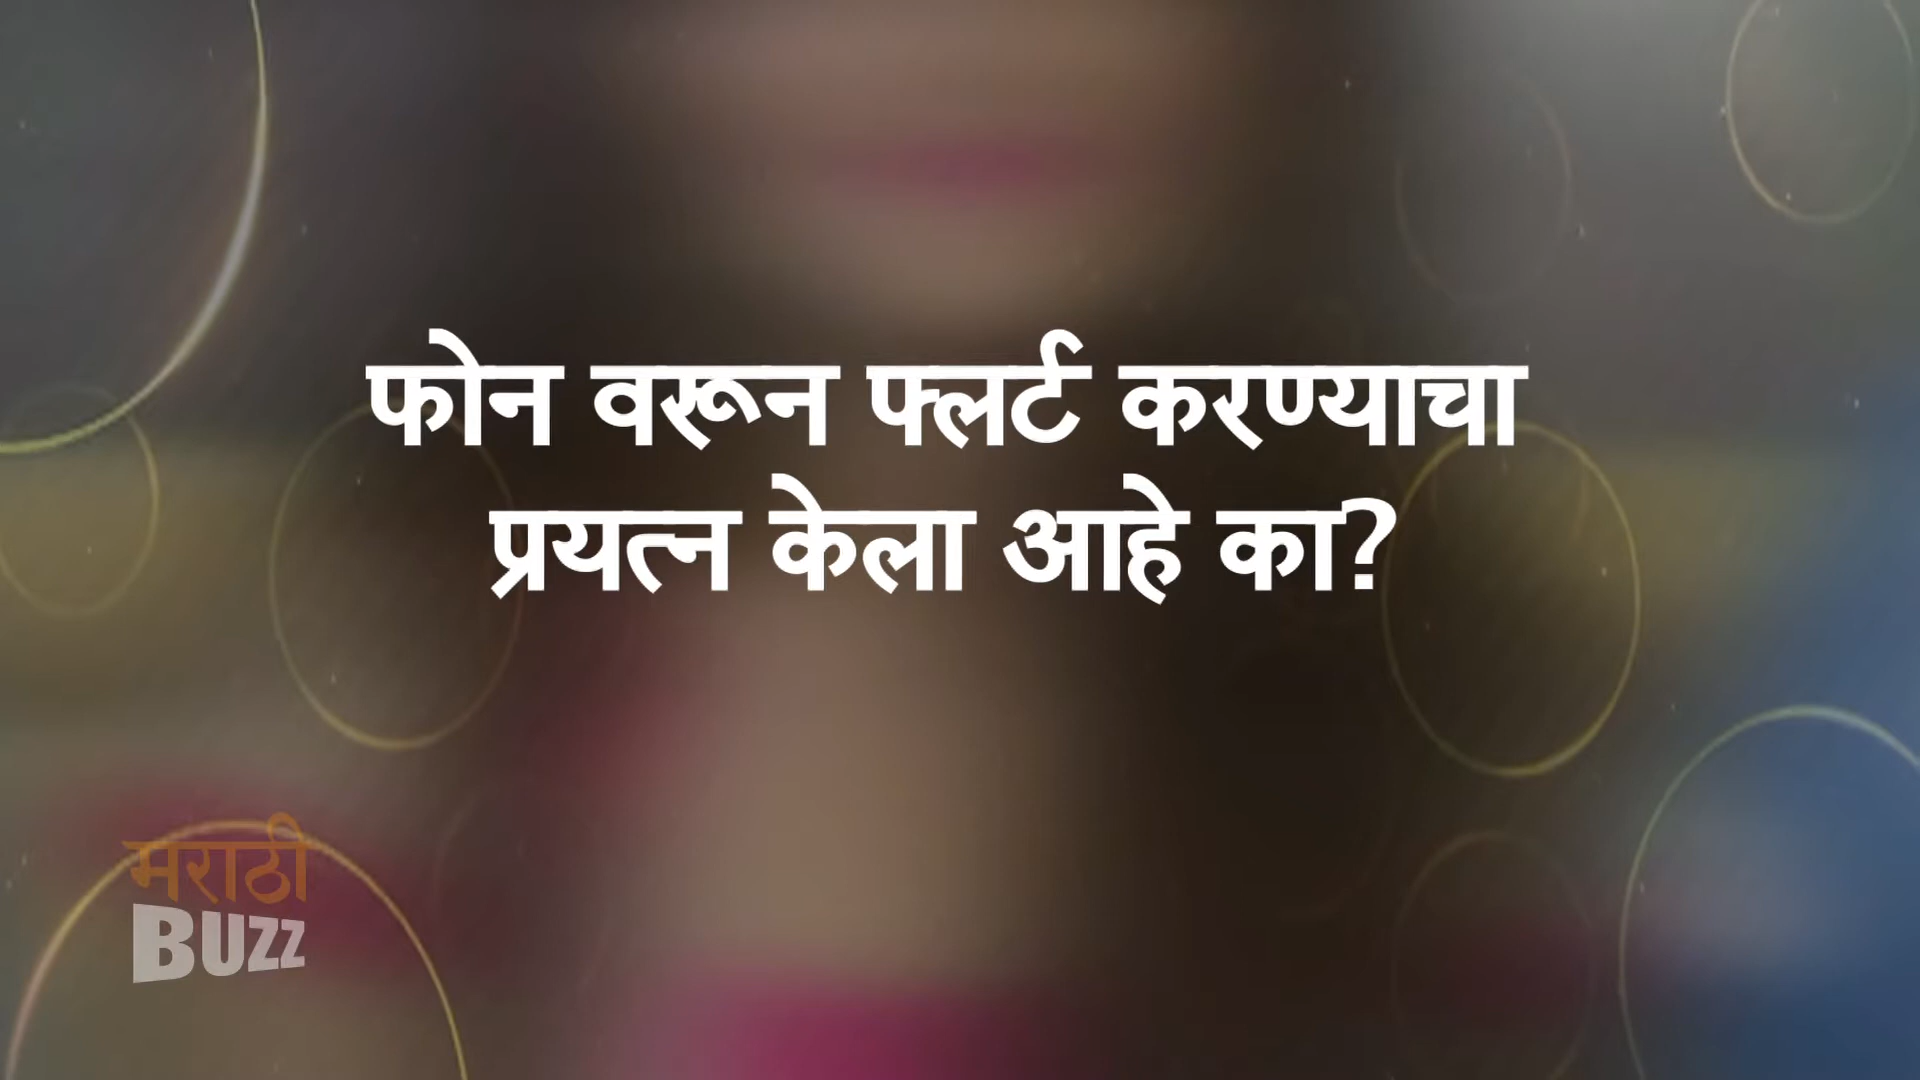 फोन वरून फ्लर्ट करण्याचा
प्रयत्न केला आहे का?
मराठी
BUZZ